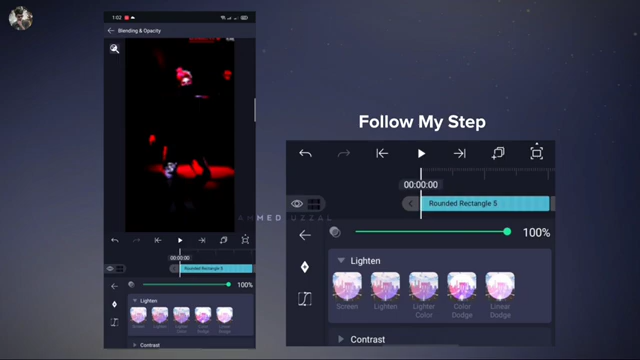 1:02
Blending & Opacity
Follow My Step
00:00:00
Rounded Rectangle 5
100%
Lighten
Screen
Lighten
Lighter Color
Color Dodge
Linear Dodge
Contrast
AHMMED UZZAL
00:00:00
Rounded Rectangle 5
100%
Lighten
Screen
Lighten
Lighter Color
Color Dodge
Linear Dodge
Contrast